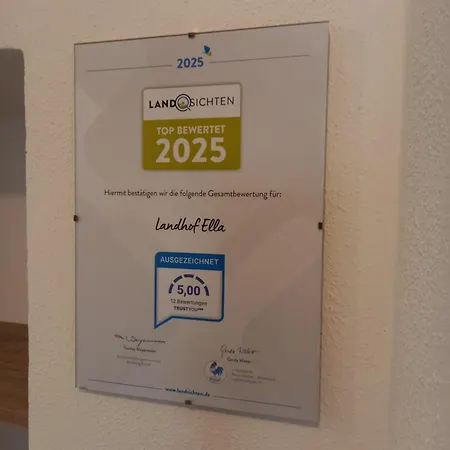 2025
LANDSICHTEN
TOP BEWERTET
2025
Hiermit bestätigen wir die folgende Gesamtbewertung für:
Landhof Ella
AUSGEZEICHNET
5,00
12 Bewertungen
TRUSTYOU
www.landsichten.de